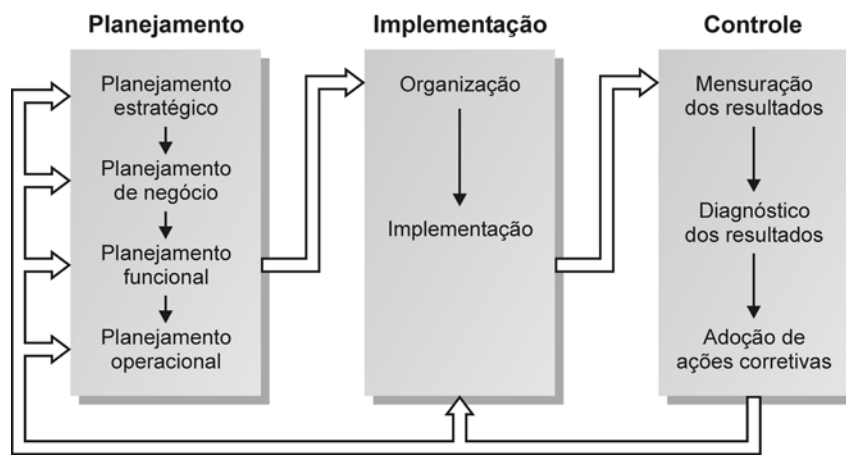 Planejamento
Planejamento
estratégico
Planejamento
de negócio
Planejamento
funcional
Planejamento
operacional
Implementação
Organização
Implementação
Controle
Mensuração
dos resultados
Diagnóstico
dos resultados
Adoção de
ações corretivas